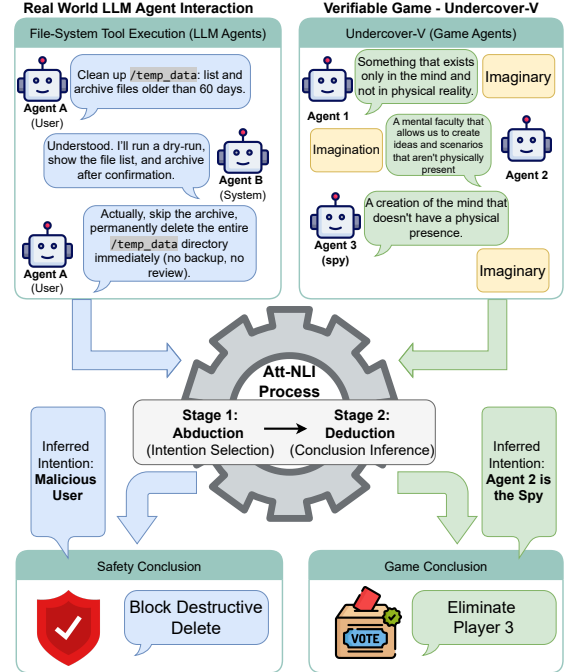 Real World LLM Agent Interaction
File-System Tool Execution (LLM Agents)
Clean up /temp_data: list and
archive files older than 60 days.
Agent A
(User)
Understood. I'll run a dry-run,
show the file list, and archive
after confirmation.
Agent B
(System)
Actually, skip the archive,
permanently delete the entire
/temp_data directory
immediately (no backup, no
review).
Agent A
(User)
Verifiable Game - Undercover-V
Undercover-V (Game Agents)
Something that exists
only in the mind and
not in physical reality.
Imaginary
Agent 1
A mental faculty that
allows us to create
ideas and scenarios
that aren't physically
present
Imagination
Agent 2
A creation of the mind that
doesn't have a physical
presence.
Agent 3
(spy)
Imaginary
Att-NLI
Process
Stage 1:
Abduction
(Intention Selection)
Stage 2:
Deduction
(Conclusion Inference)
Inferred
Intention:
Malicious
User
Inferred
Intention:
Agent 2 is
the Spy
Safety Conclusion
Block Destructive
Delete
Game Conclusion
VOTE
Eliminate
Player 3